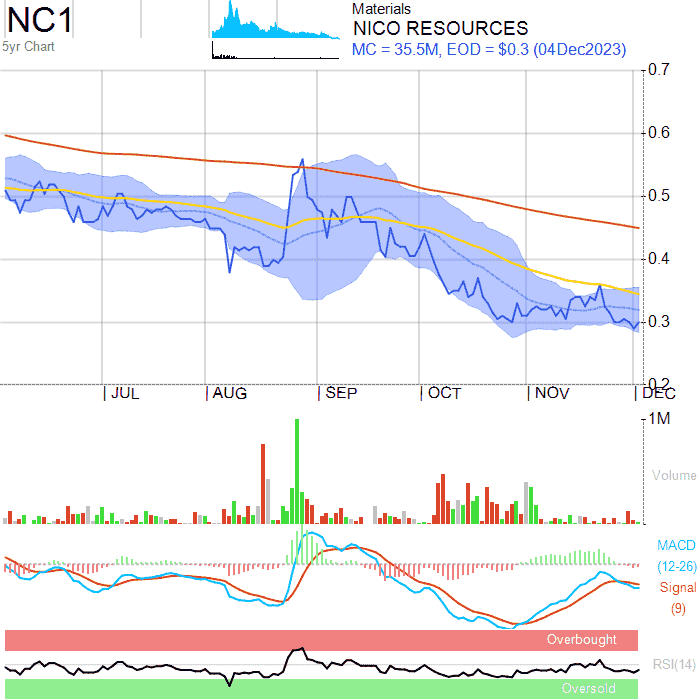 NC1
5yr Chart
Materials
NICO RESOURCES
MC = 35.5M, EOD = $0.3 (04Dec2023)
0.7
0.6
0.5
0.4
0.3
0.2
JUL AUG SEP OCT NOV DEC
1M
Volume
MACD
(12-26)
Signal
(9)
Overbought
RSI(14)
Oversold